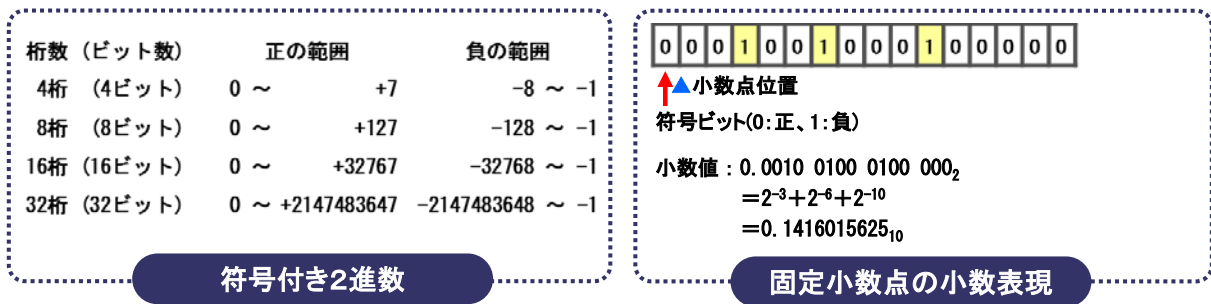 桁数（ビット数） 正の範囲 負の範囲
4桁（4ビット） 0 ～ +7 -8 ～ -1
8桁（8ビット） 0 ～ +127 -128 ～ -1
16桁（16ビット） 0 ～ +32767 -32768 ～ -1
32桁（32ビット） 0 ～ +2147483647 -2147483648 ～ -1
符号付き2進数
0 0 0 1 0 0 1 0 0 0 1 0 0 0 0 0
▲小数点位置
符号ビット(0:正、1:負)
小数値：0.0010 0100 0100 000₂
=2⁻³+2⁻⁶+2⁻¹⁰
=0.1416015625₁₀
固定小数点の小数表現